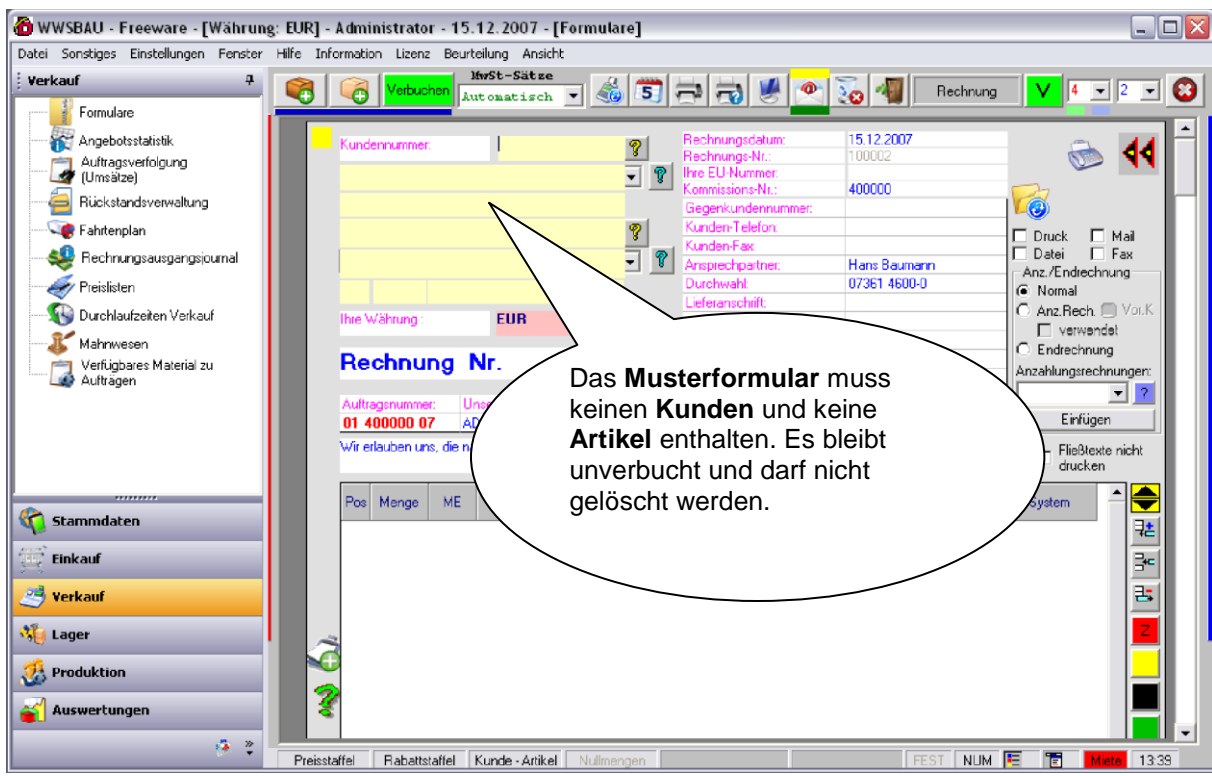 WWSBAU - Freeware - [Währung: EUR] - Administrator - 15.12.2007 - [Formulare]
Datei Sonstiges Einstellungen Fenster Hilfe Information Lizenz Beurteilung Ansicht
Verkauf
Formulare
Angebotsstatistik
Auftragsverfolgung
(Umsätze)
Rückstandsverwaltung
Fahrtenplan
Rechnungsausgangsjournal
Preislisten
Durchlaufzeiten Verkauf
Mahnwesen
Verfügbares Material zu
Aufträgen
Stammdaten
Einkauf
Verkauf
Lager
Produktion
Auswertungen
Verbuchen
MwSt-Sätze
Automatisch
5
Rechnung
V
4
2
Kundennummer:
?
?
?
?
Ihre Währung :
EUR
Rechnung Nr.
Auftragsnummer:
01 400000 07
Wir erlauben uns, die
Rechnungsdatum: 15.12.2007
Rechnungs-Nr.: 100002
Ihre EU-Nummer:
Kommissions-Nr.: 400000
Gegenkundennummer:
Kunden-Telefon:
Kunden-Fax:
Ansprechpartner: Hans Baumann
Durchwahl: 07361 4600-0
Lieferanschrift:
Druck Mail
Datei Fax
Anz./Endrechnung
Normal
Anz.Rech. Vor.K
verwendet
Endrechnung
Anzahlungsrechnungen:
?
Einfügen
Fließtexte nicht
drucken
Das Musterformular muss
keinen Kunden und keine
Artikel enthalten. Es bleibt
unverbucht und darf nicht
gelöscht werden.
Pos Menge ME
System
2
Preisstaffel Rabattstaffel Kunde - Artikel Nullmengen FEST NUM Miete 13:39